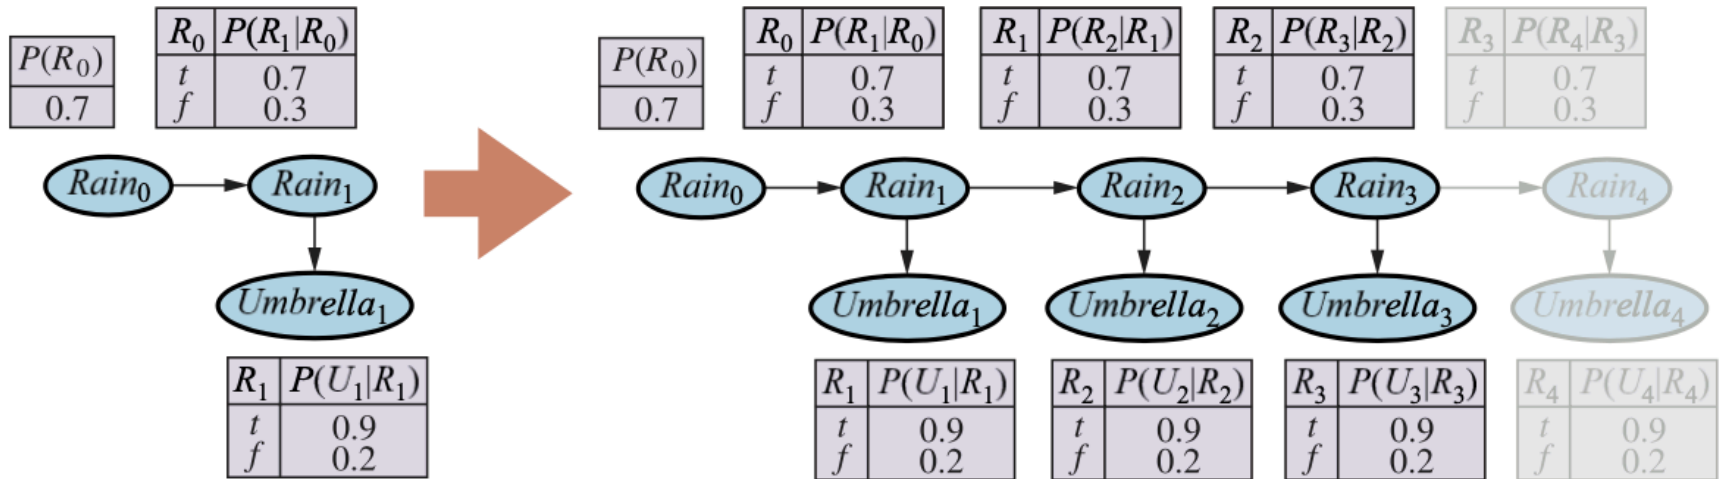 P(R₀)
0.7
R₀ P(R₁|R₀)
t 0.7
f 0.3
Rain₀
Rain₁
Umbrella₁
R₁ P(U₁|R₁)
t 0.9
f 0.2
P(R₀)
0.7
R₀ P(R₁|R₀)
t 0.7
f 0.3
R₁ P(R₂|R₁)
t 0.7
f 0.3
R₂ P(R₃|R₂)
t 0.7
f 0.3
R₃ P(R₄|R₃)
t 0.7
f 0.3
Rain₀
Rain₁
Rain₂
Rain₃
Rain₄
Umbrella₁
Umbrella₂
Umbrella₃
Umbrella₄
R₁ P(U₁|R₁)
t 0.9
f 0.2
R₂ P(U₂|R₂)
t 0.9
f 0.2
R₃ P(U₃|R₃)
t 0.9
f 0.2
R₄ P(U₄|R₄)
t 0.9
f 0.2